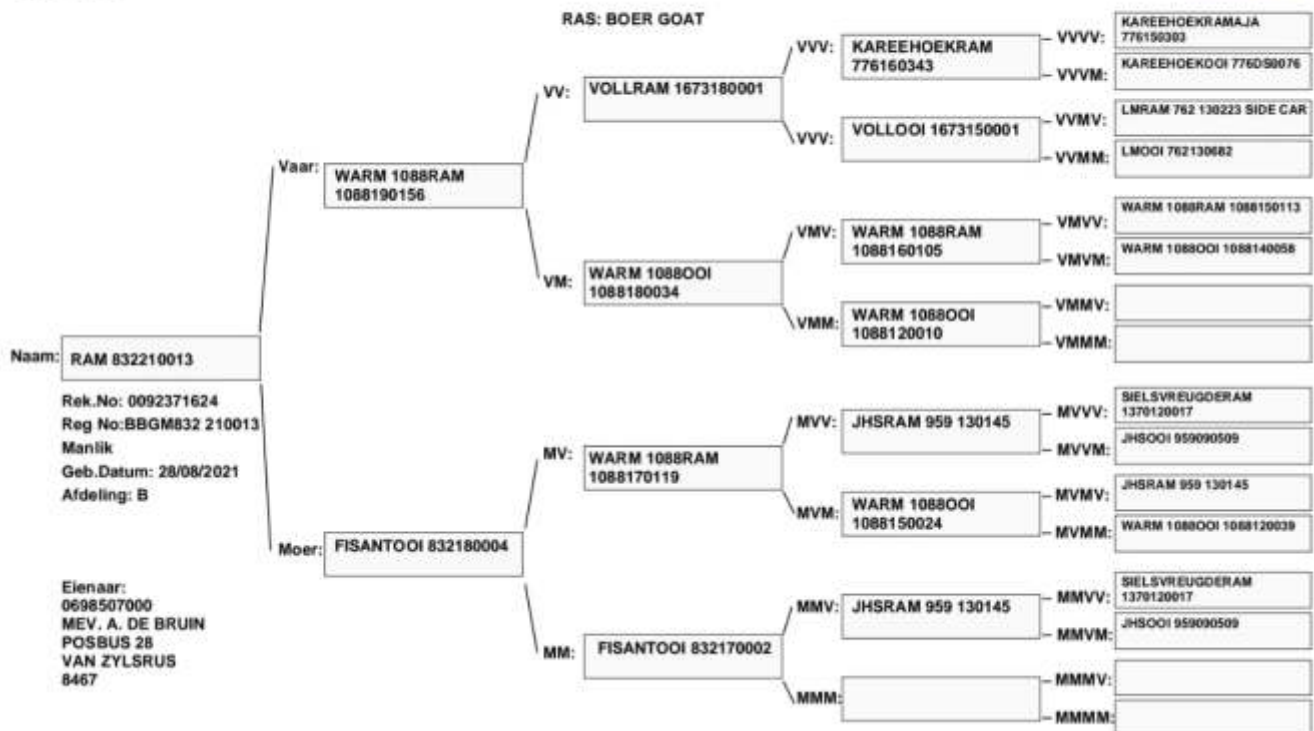 RAS: BOER GOAT
Naam:
RAM 832210013
Rek.No: 0092371624
Reg No:BBGM832 210013
Manlik
Geb.Datum: 28/08/2021
Afdeling: B
Eienaar:
0698507000
MEV. A. DE BRUIN
POSBUS 28
VAN ZYLSRUS
8467
Vaar:
WARM 1088RAM
1088190156
Moer:
FISANTOOI 832180004
VV:
VOLLRAM 1673180001
VM:
WARM 1088OOI
1088180034
MV:
WARM 1088RAM
1088170119
MM:
FISANTOOI 832170002
VVV:
KAREEHOEKRAM
776160343
VVV:
VOLLOOI 1673150001
VMV:
WARM 1088RAM
1088160105
VMM:
WARM 1088OOI
1088120010
MVV:
JHSRAM 959 130145
MVM:
WARM 1088OOI
1088150024
MMV:
JHSRAM 959 130145
MMM:
VVVV:
KAREEHOEKRAMAJA
776150303
VVVM:
KAREEHOEKOOI 776DS0076
VVMV:
LMRAM 762 130223 SIDE CAR
VVMM:
LMOOI 762130682
VMVV:
WARM 1088RAM 1088150113
VMVM:
WARM 1088OOI 1088140058
VMMV:
VMMM:
MVVV:
SIELSVREUGDERAM
1370120017
MVVM:
JHSOOI 959090509
MVMV:
JHSRAM 959 130145
MVMM:
WARM 1088OOI 1088120039
MMVV:
SIELSVREUGDERAM
1370120017
MMVM:
JHSOOI 959090509
MMMV:
MMMM: